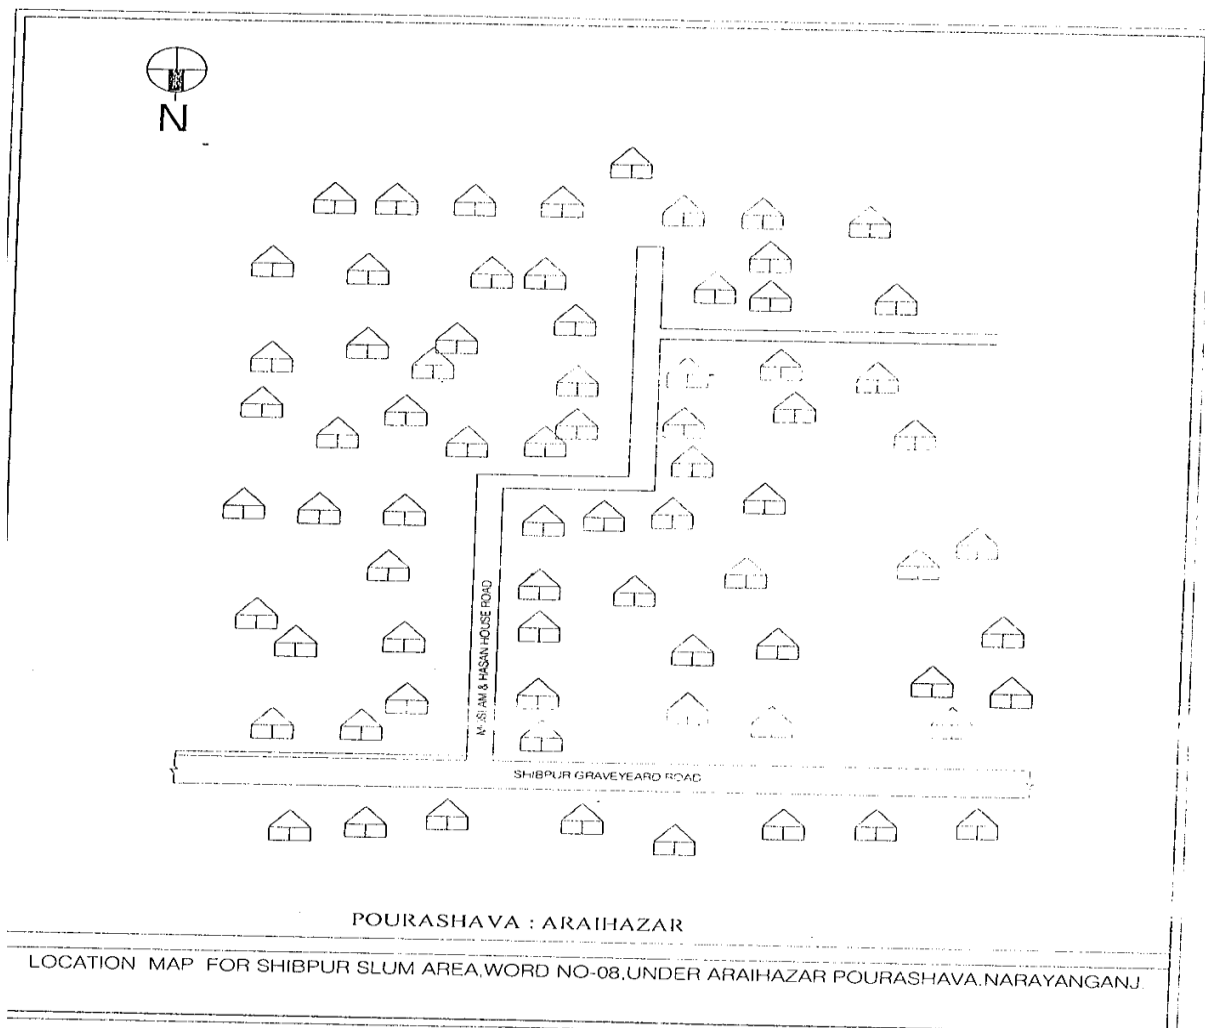 N
MUSLAM & HASAN HOUSE ROAD
SHIBPUR GRAVEYEARD ROAD
POURASHAVA : ARAIHAZAR
LOCATION MAP FOR SHIBPUR SLUM AREA,WORD NO-08,UNDER ARAIHAZAR POURASHAVA.NARAYANGANJ.